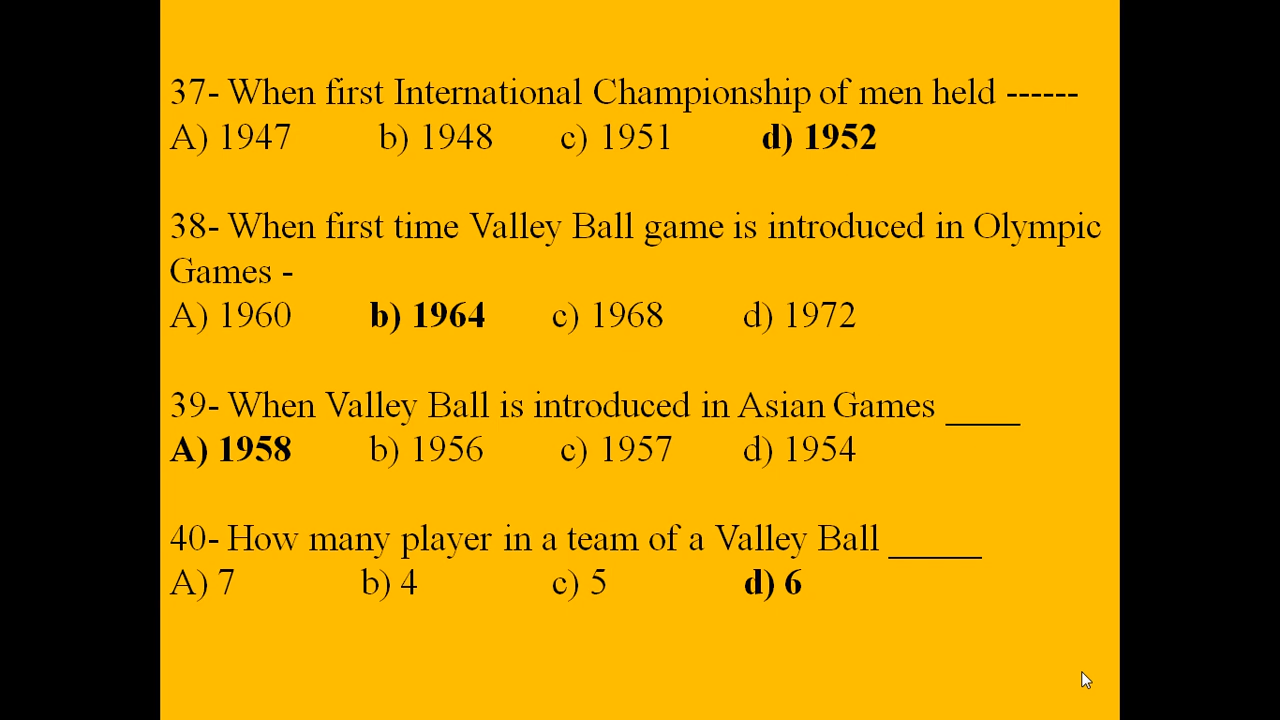 37- When first International Championship of men held ------
A) 1947 b) 1948 c) 1951 d) 1952
38- When first time Valley Ball game is introduced in Olympic
Games -
A) 1960 b) 1964 c) 1968 d) 1972
39- When Valley Ball is introduced in Asian Games ____
A) 1958 b) 1956 c) 1957 d) 1954
40- How many player in a team of a Valley Ball _____
A) 7 b) 4 c) 5 d) 6